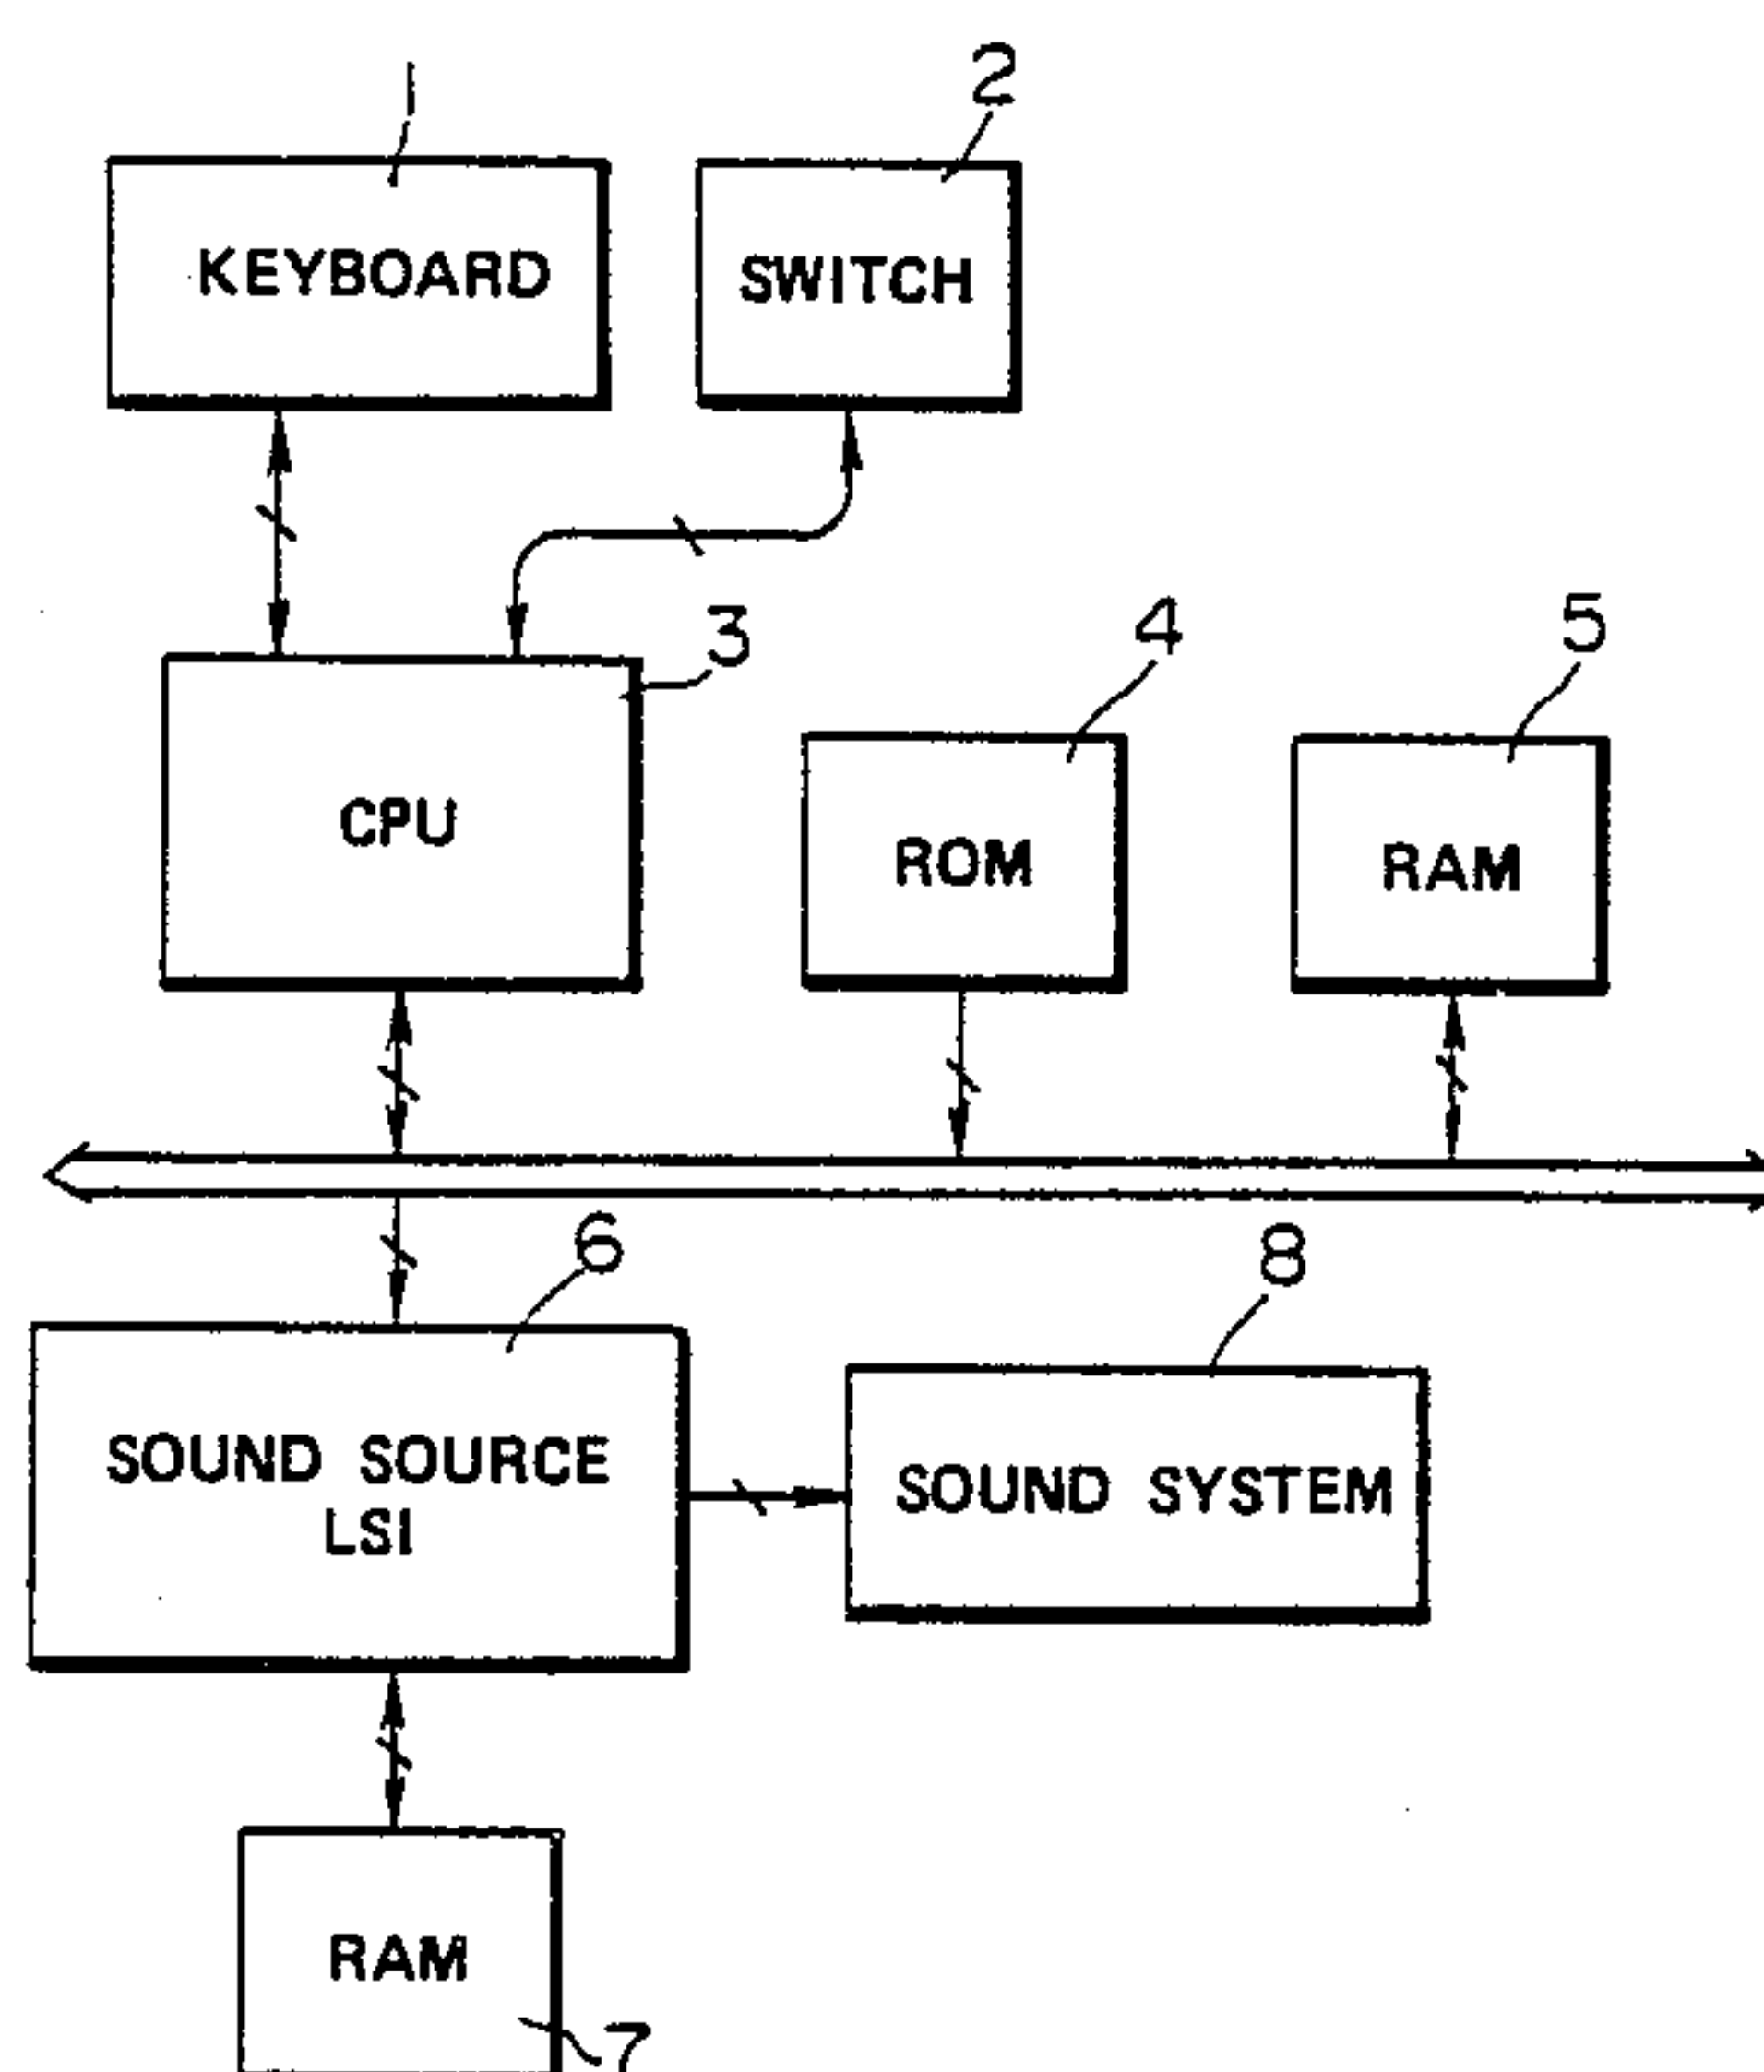 1
2
KEYBOARD
SWITCH
3
4
5
CPU
ROM
RAM
6
8
SOUND SOURCE
LSI
SOUND SYSTEM
RAM
7